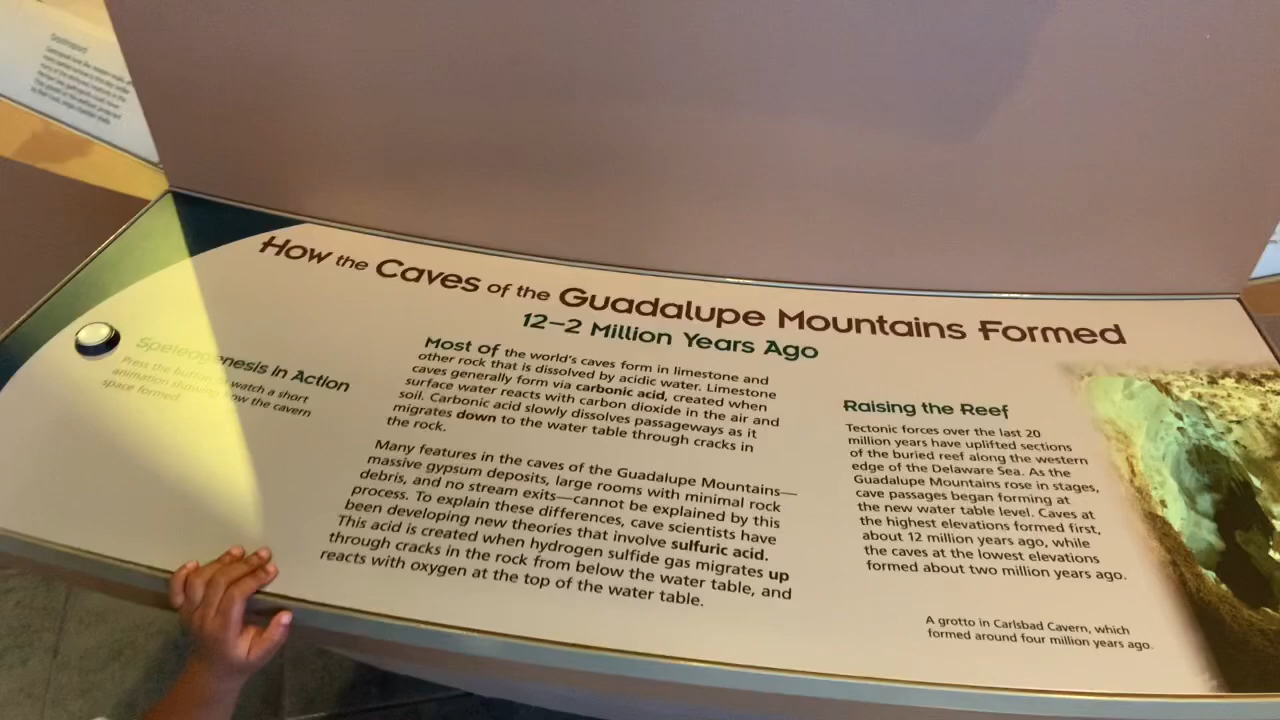 How the Caves of the Guadalupe Mountains Formed
12–2 Million Years Ago
Speleogenesis in Action
Press the button to watch a short
animation showing how the cavern
space formed.
Most of the world's caves form in limestone and
other rock that is dissolved by acidic water. Limestone
caves generally form via carbonic acid, created when
surface water reacts with carbon dioxide in the air and
soil. Carbonic acid slowly dissolves passageways as it
migrates down to the water table through cracks in
the rock.
Many features in the caves of the Guadalupe Mountains—
massive gypsum deposits, large rooms with minimal rock
debris, and no stream exits—cannot be explained by this
process. To explain these differences, cave scientists have
been developing new theories that involve sulfuric acid.
This acid is created when hydrogen sulfide gas migrates up
through cracks in the rock from below the water table, and
reacts with oxygen at the top of the water table.
Raising the Reef
Tectonic forces over the last 20
million years have uplifted sections
of the buried reef along the western
edge of the Delaware Sea. As the
Guadalupe Mountains rose in stages,
cave passages began forming at
the new water table level. Caves at
the highest elevations formed first,
about 12 million years ago, while
the caves at the lowest elevations
formed about two million years ago.
A grotto in Carlsbad Cavern, which
formed around four million years ago.